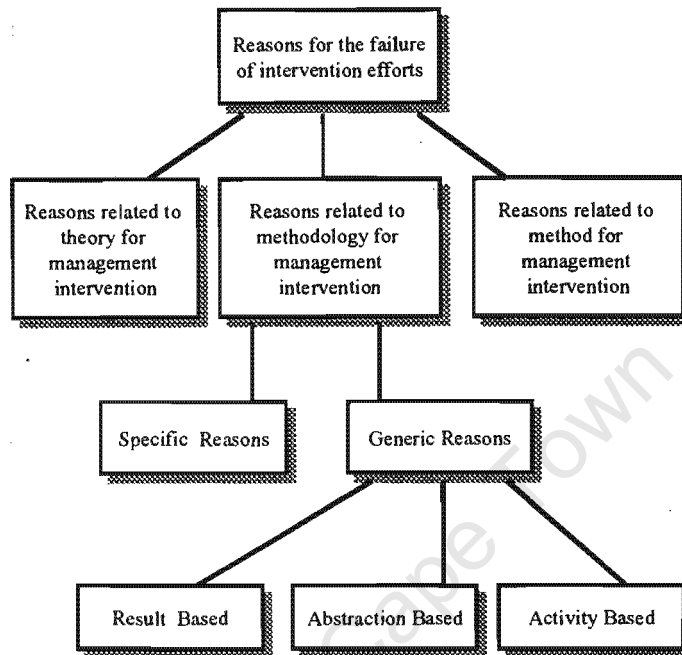 Reasons for the failure
of intervention efforts
Reasons related to
theory for
management
intervention
Reasons related to
methodology for
management
intervention
Reasons related to
method for
management
intervention
Specific Reasons
Generic Reasons
Result Based
Abstraction Based
Activity Based
Cape Town